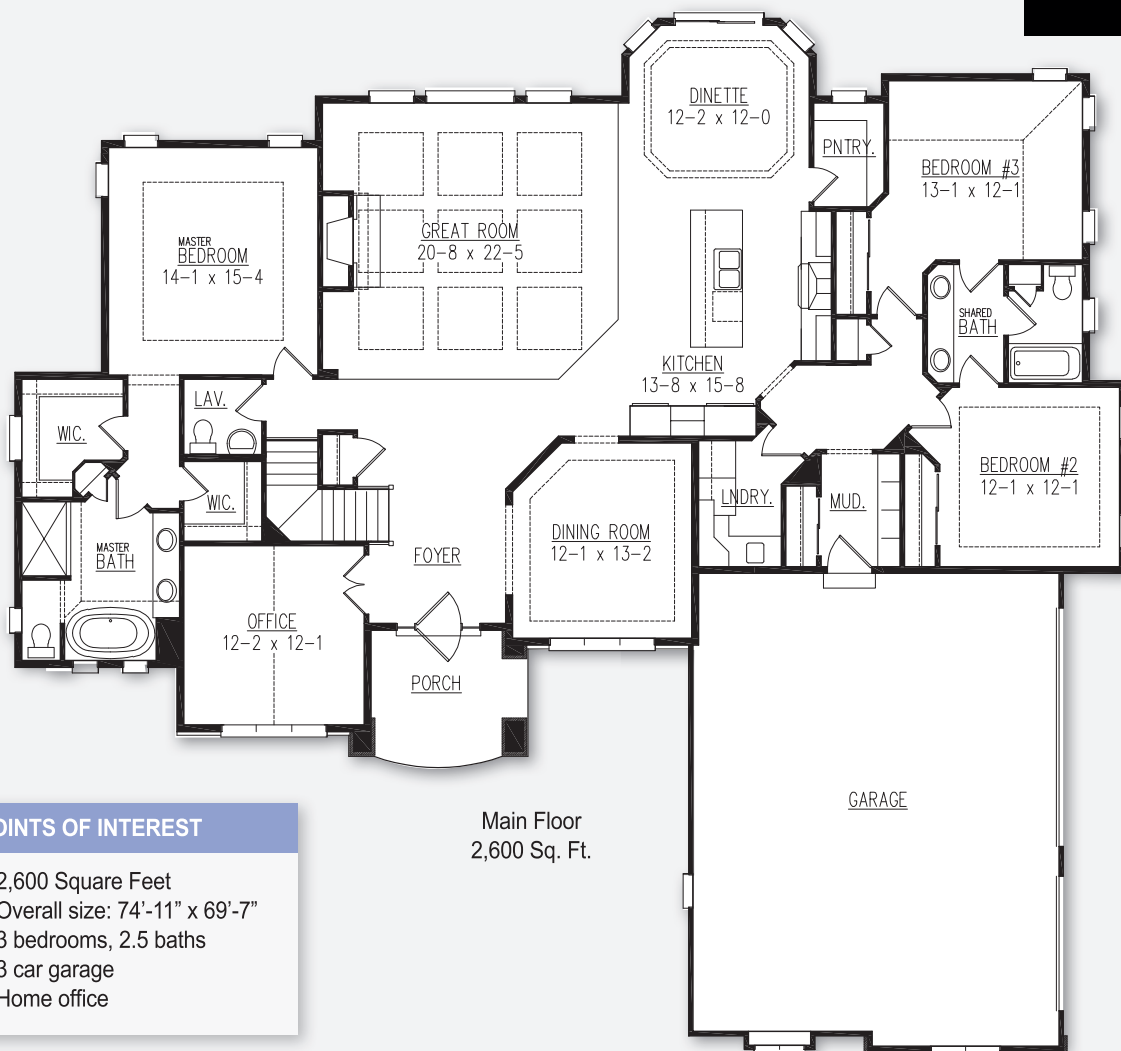 DINETTE
12-2 x 12-0
PNTRY.
BEDROOM #3
13-1 x 12-1
GREAT ROOM
20-8 x 22-5
MASTER
BEDROOM
14-1 x 15-4
SHARED
BATH
KITCHEN
13-8 x 15-8
LAV.
WIC.
WIC.
BEDROOM #2
12-1 x 12-1
LNDRY.
MUD.
DINING ROOM
12-1 x 13-2
MASTER
BATH
FOYER
OFFICE
12-2 x 12-1
PORCH
GARAGE
Main Floor
2,600 Sq. Ft.
OINTS OF INTEREST
2,600 Square Feet
Overall size: 74’-11” x 69’-7”
3 bedrooms, 2.5 baths
3 car garage
Home office